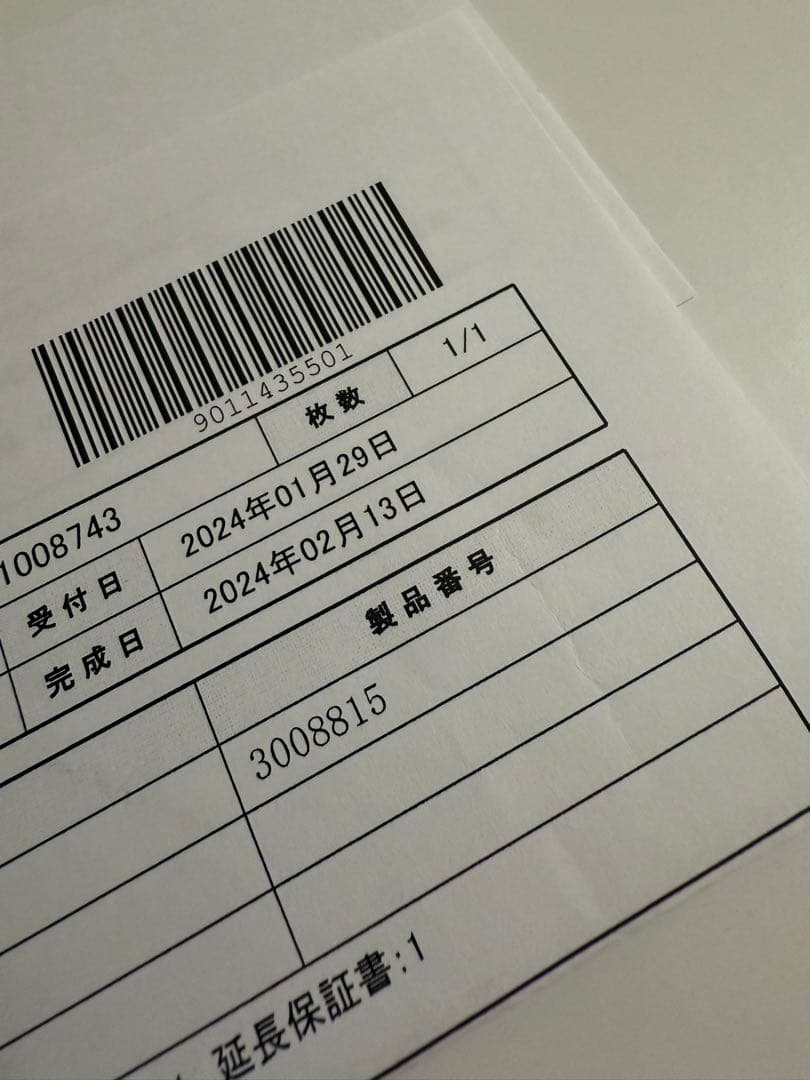 9011435501
枚数 1/1
1008743
受付日 2024年01月29日
完成日 2024年02月13日
製品番号
3008815
延長保証書:1